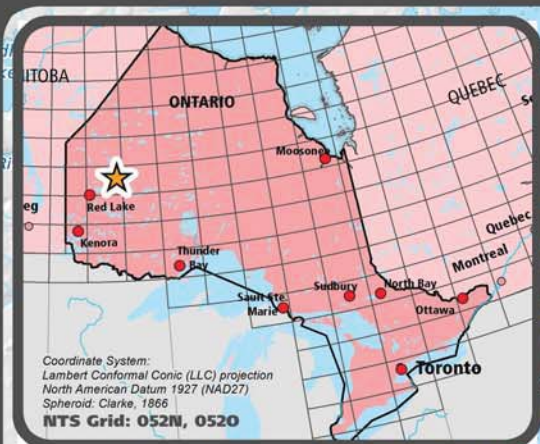 ITOBA
ONTARIO
QUEBEC
Moosonee
Red Lake
eg
Kenora
Thunder
Bay
Quebec
Montreal
Sudbury
North Bay
Sault Ste.
Marie
Ottawa
Toronto
Coordinate System:
Lambert Conformal Conic (LLC) projection
North American Datum 1927 (NAD27)
Spheroid: Clarke, 1866
NTS Grid: 052N, 052O